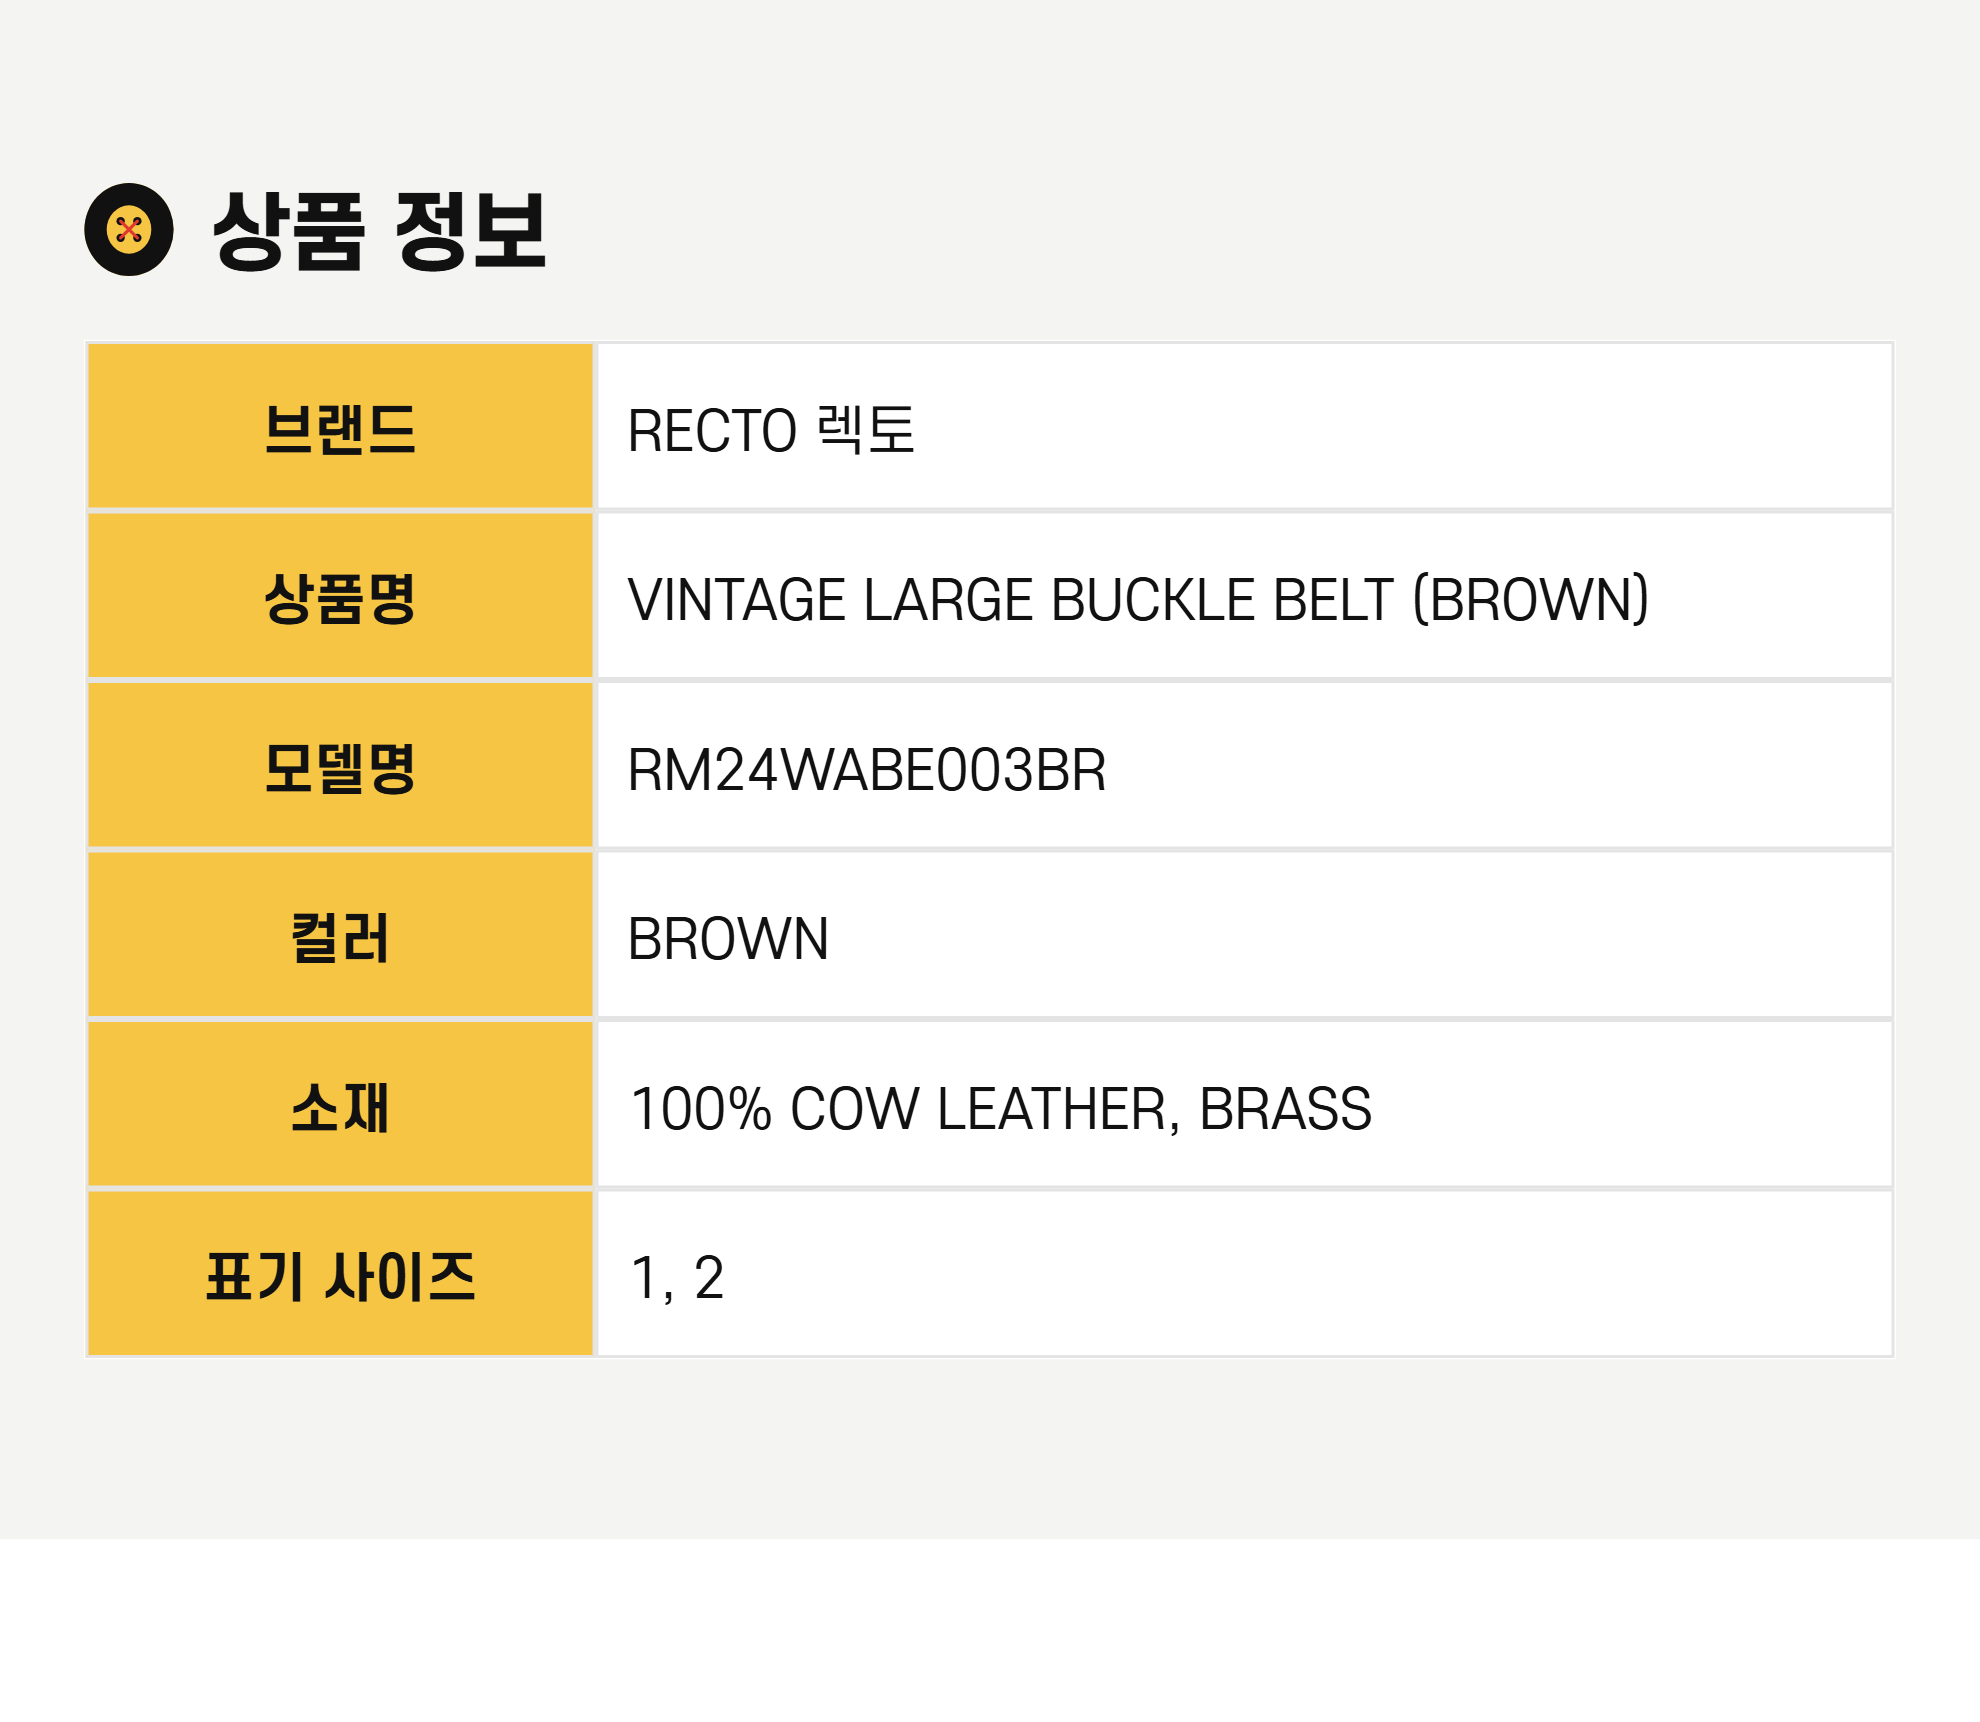 상품 정보
브랜드 RECTO 렉토
상품명 VINTAGE LARGE BUCKLE BELT (BROWN)
모델명 RM24WABE003BR
컬러 BROWN
소재 100% COW LEATHER, BRASS
표기 사이즈 1, 2